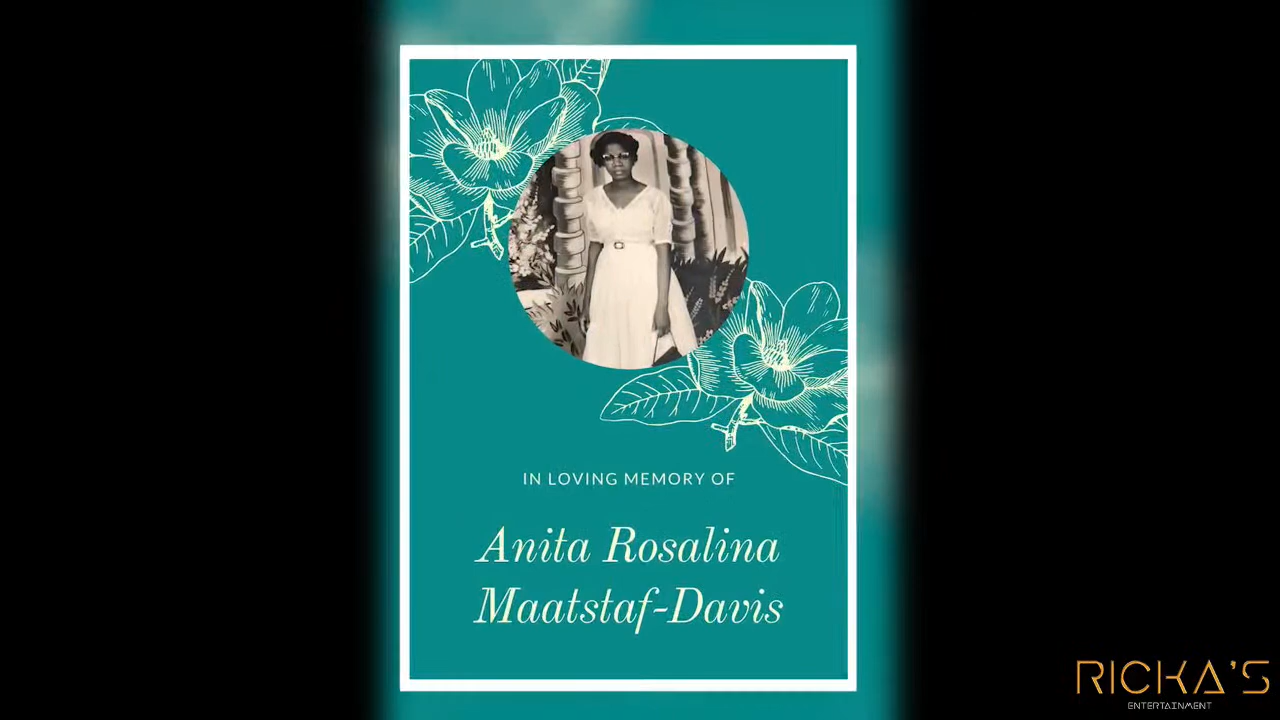 IN LOVING MEMORY OF
Anita Rosalina
Maatstaf-Davis
RICKA'S
ENTERTAINMENT